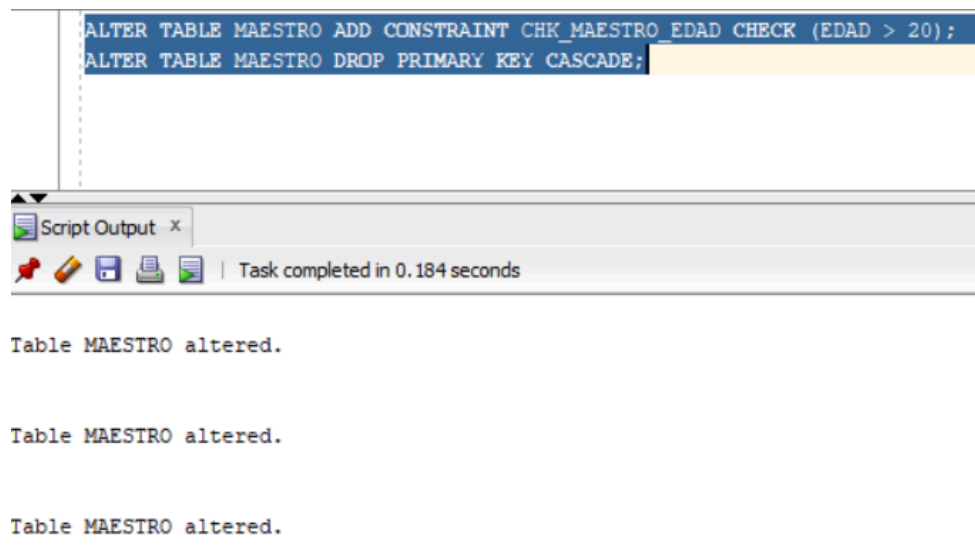 ALTER TABLE MAESTRO ADD CONSTRAINT CHK_MAESTRO_EDAD CHECK (EDAD > 20);
ALTER TABLE MAESTRO DROP PRIMARY KEY CASCADE;
Script Output x
Task completed in 0.184 seconds
Table MAESTRO altered.
Table MAESTRO altered.
Table MAESTRO altered.